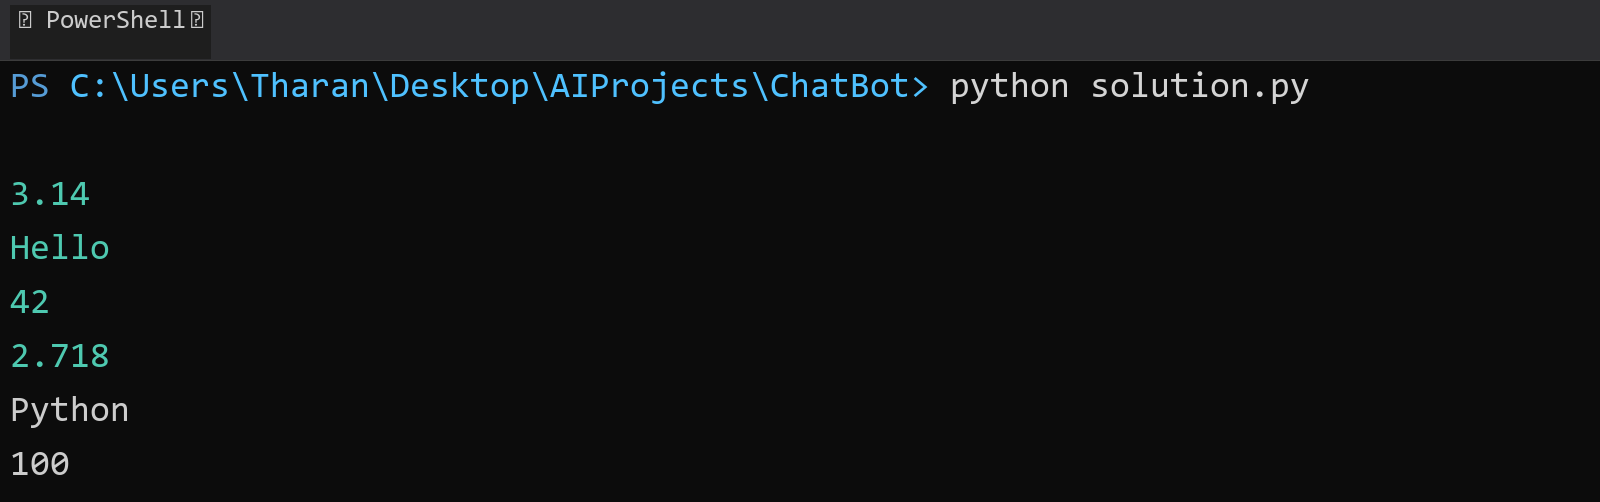 PowerShell
PS C:\Users\Tharan\Desktop\AIProjects\ChatBot> python solution.py
3.14
Hello
42
2.718
Python
100